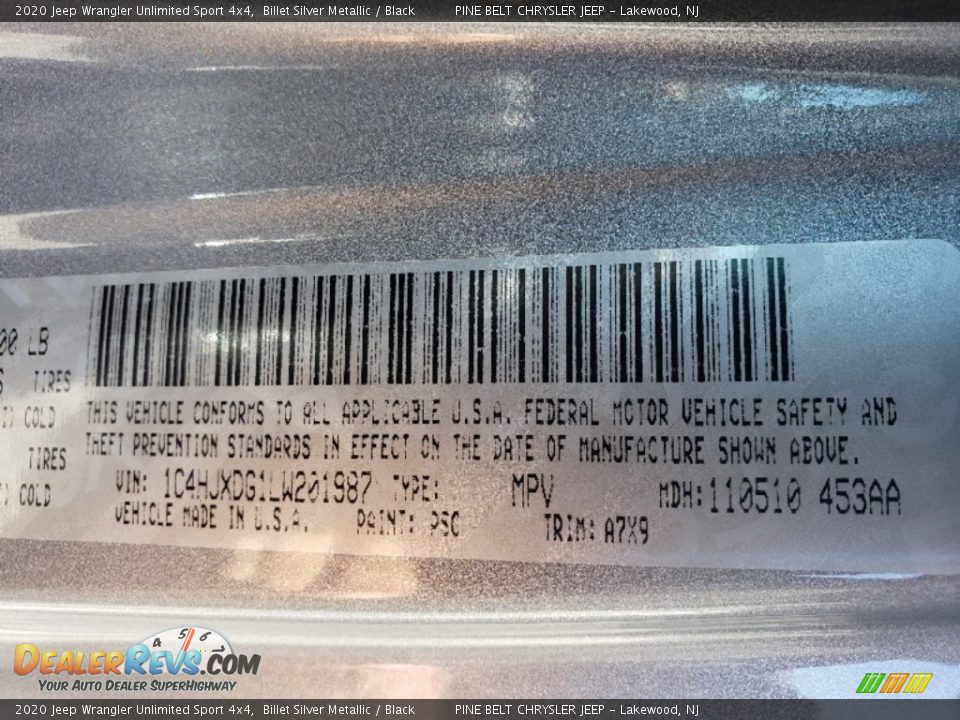 2020 Jeep Wrangler Unlimited Sport 4x4, Billet Silver Metallic / Black PINE BELT CHRYSLER JEEP - Lakewood, NJ
00 LB
TIRES
COLD
TIRES
COLD
THIS VEHICLE CONFORMS TO ALL APPLICABLE U.S.A. FEDERAL MOTOR VEHICLE SAFETY AND
THEFT PREVENTION STANDARDS IN EFFECT ON THE DATE OF MANUFACTURE SHOWN ABOVE.
VIN: 1C4HJXDG1LW201987 TYPE: MPV MDH: 110510 453AA
VEHICLE MADE IN U.S.A. PAINT: PSC TRIM: A7X9
4 5 6
DEALERREVS.COM
YOUR AUTO DEALER SUPERHIGHWAY
2020 Jeep Wrangler Unlimited Sport 4x4, Billet Silver Metallic / Black PINE BELT CHRYSLER JEEP - Lakewood, NJ